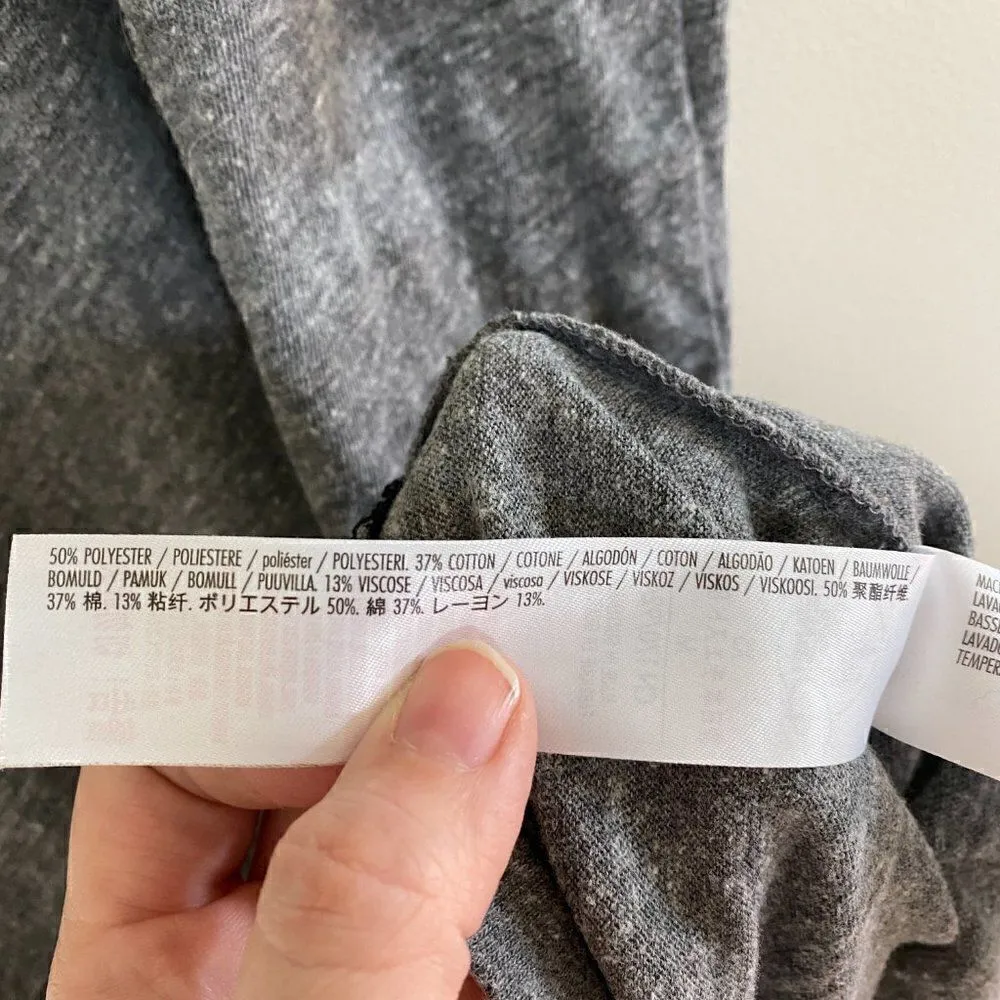 50% POLYESTER / POLIESTERE / poliéster / POLYESTERI. 37% COTTON / COTONE / ALGODÓN / COTON / ALGODÃO / KATOEN / BAUMWOLLE /
BOMULD / PAMUK / BOMULL / PUUVILLA. 13% VISCOSE / VISCOSA / viscosa / VISKOSE / VISKOZ / VISKOS / VISKOOSI. 50% 聚酯纤维.
37% 棉. 13% 粘纤. ポリエステル 50%. 綿 37%. レーヨン 13%.